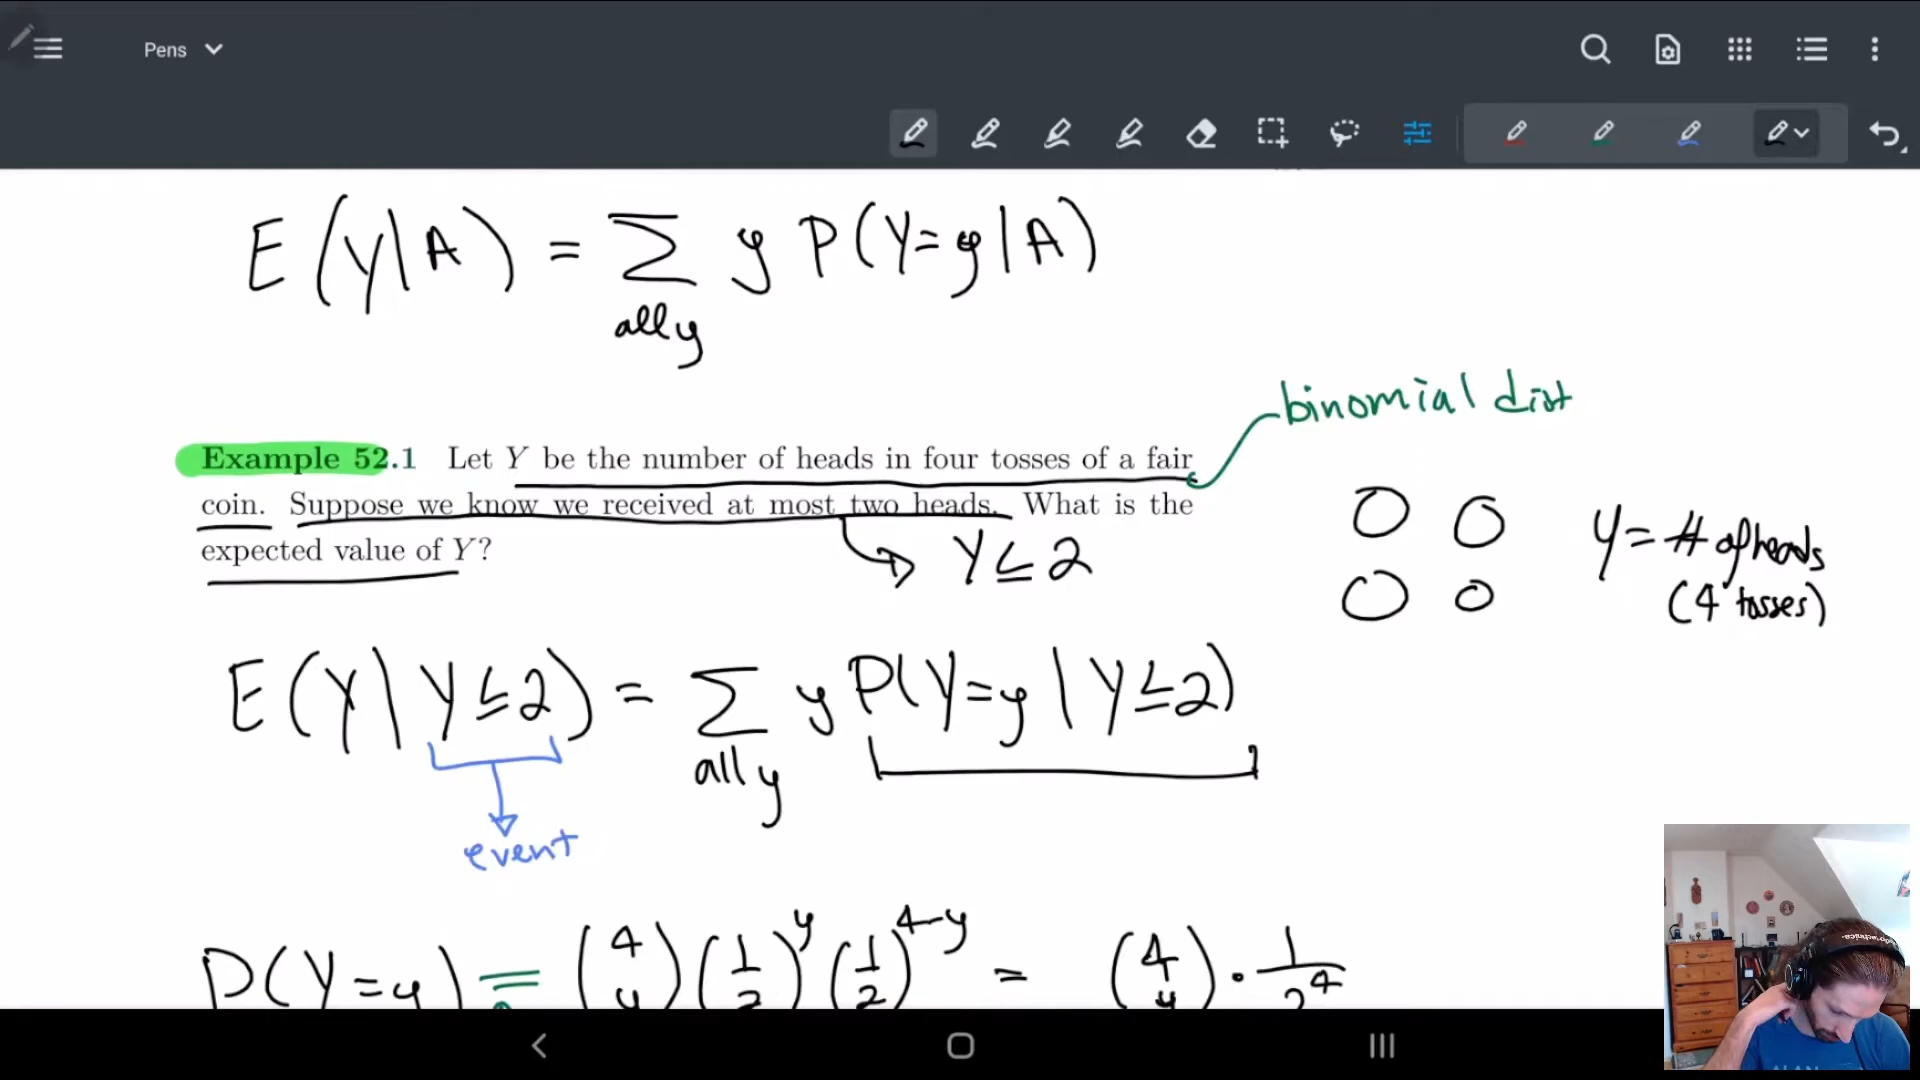 Pens
E(Y|A) = Σ y P(Y=y|A)
all y
binomial dist
Example 52.1 Let Y be the number of heads in four tosses of a fair
coin. Suppose we know we received at most two heads. What is the
expected value of Y?
Y ≤ 2
Y = # of heads
(4 tosses)
E(Y|Y≤2) = Σ y P(Y=y|Y≤2)
all y
event
P(Y=y) = (4 y) (1/2)^y (1/2)^4-y = (4 y) · 1/2^4